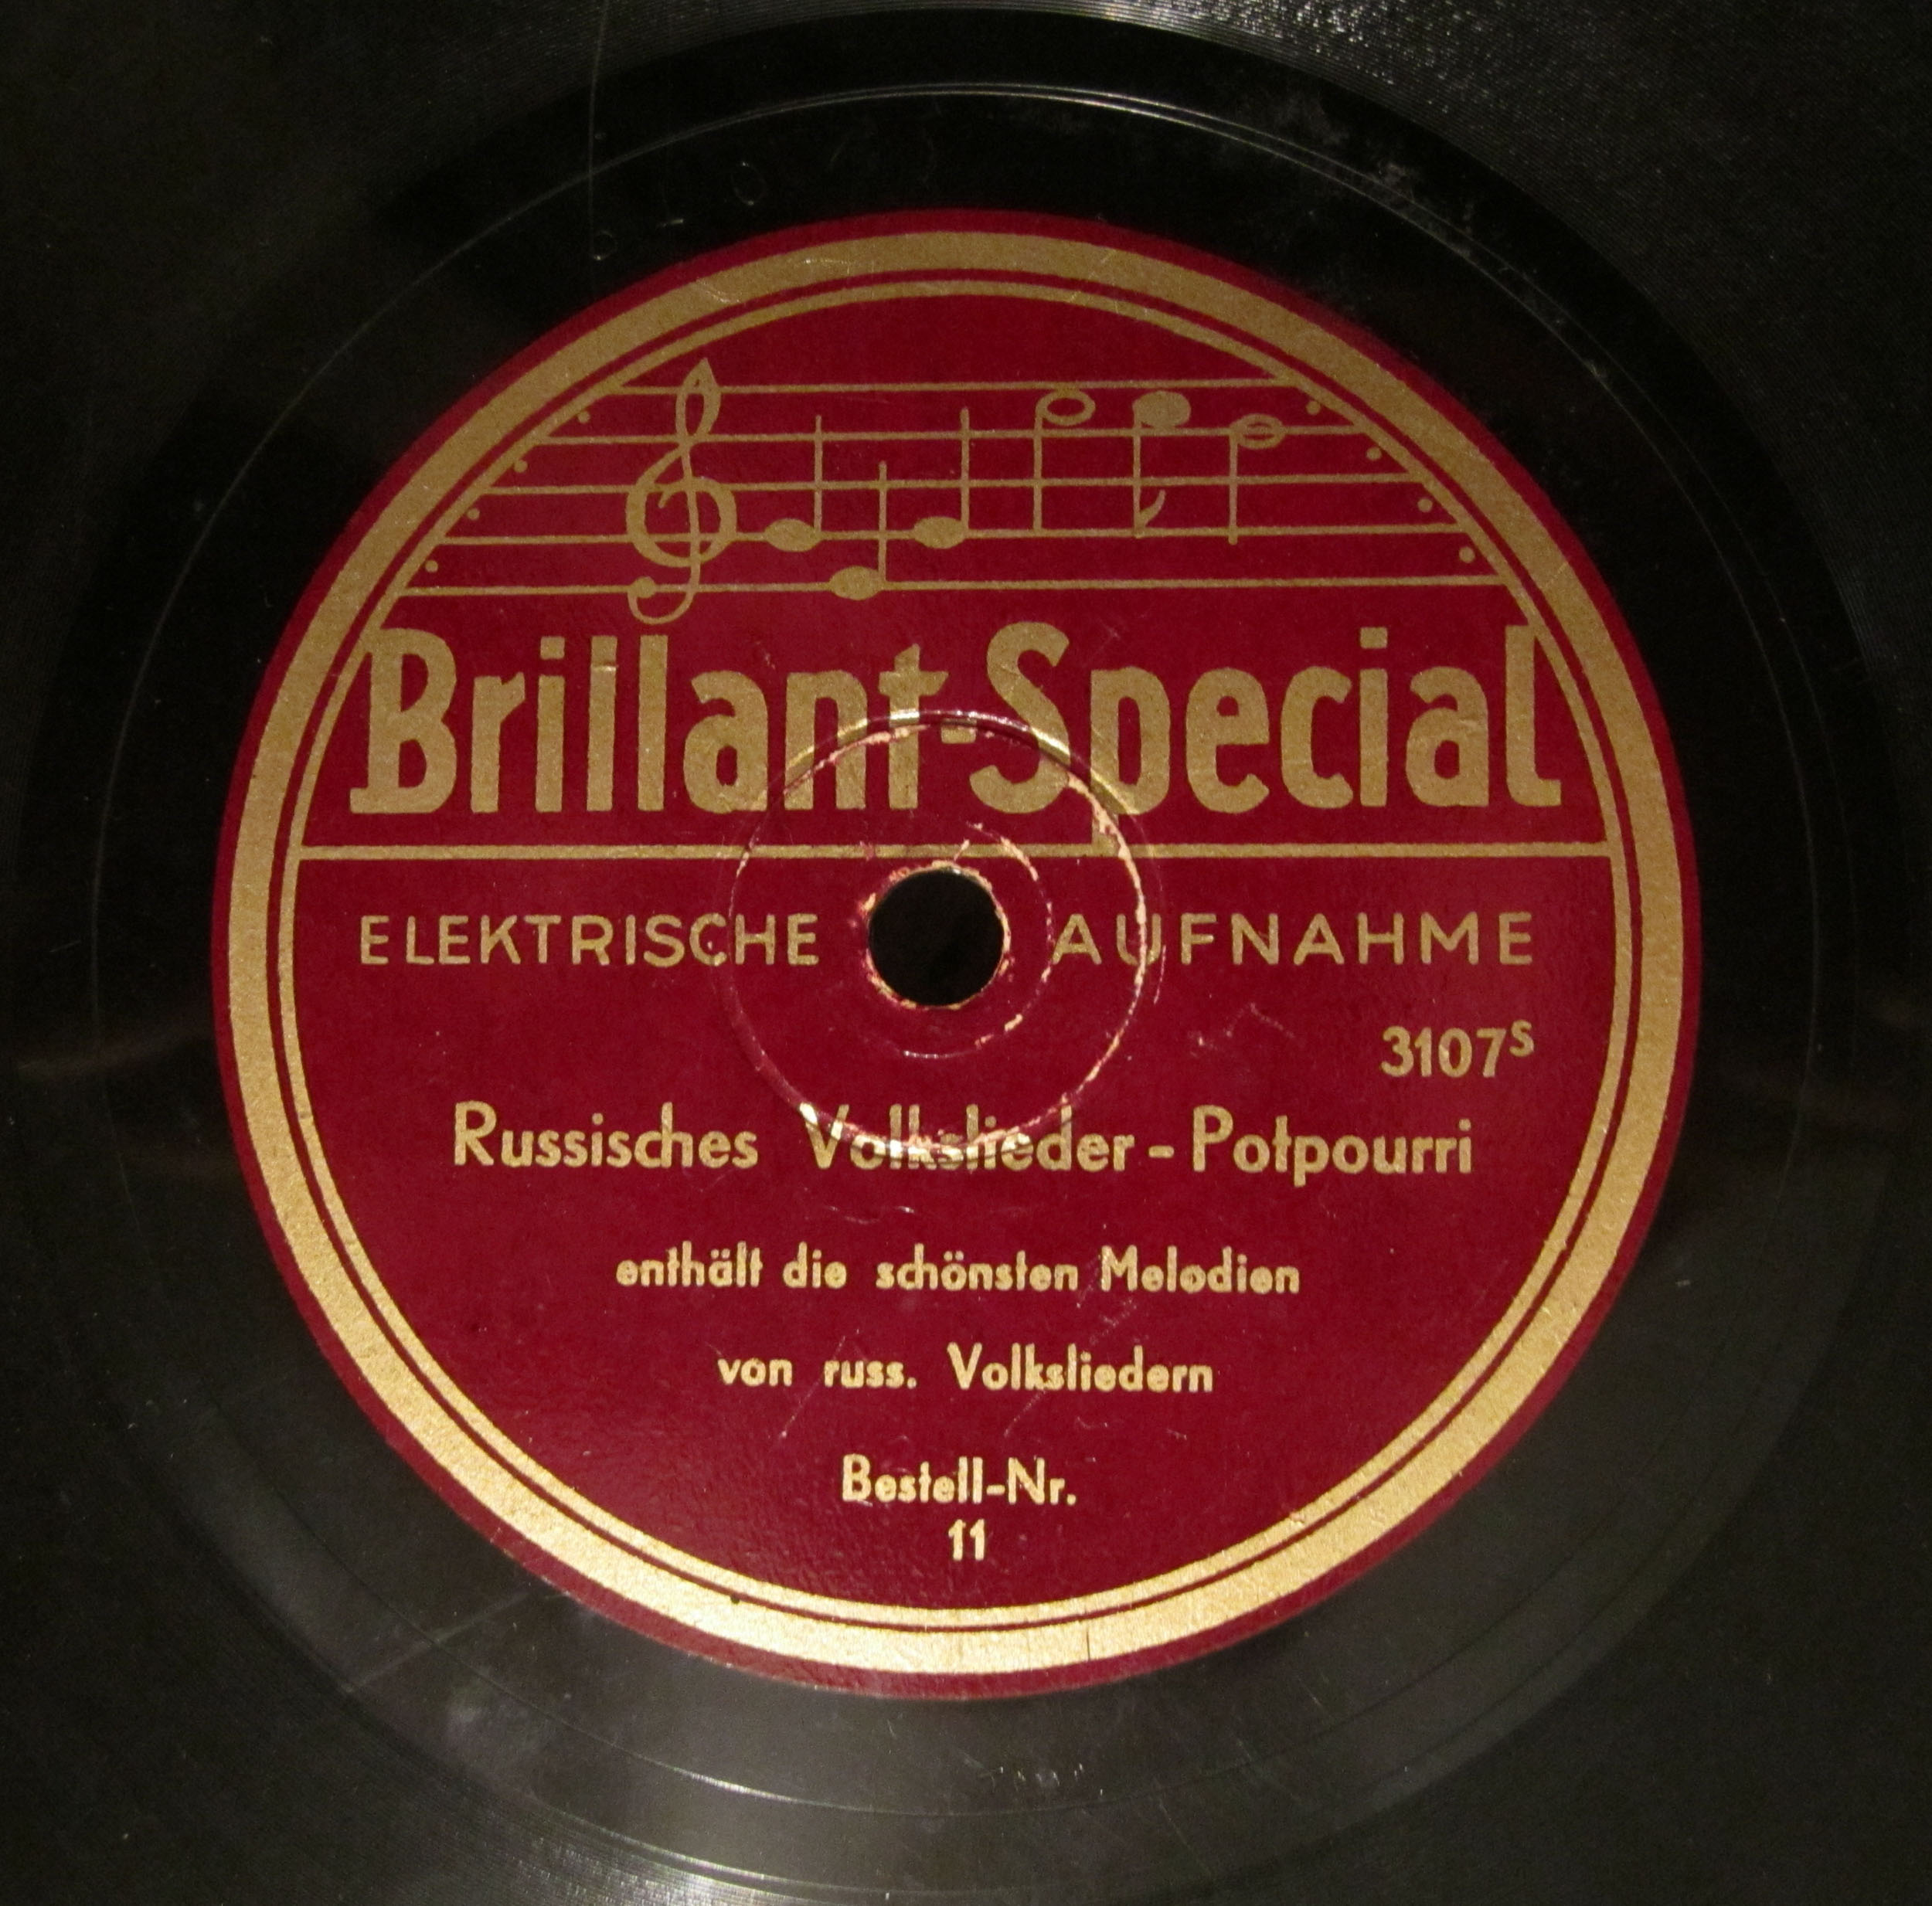 Brillant-Special
ELEKTRISCHE AUFNAHME
3107S
Russisches Volkslieder-Potpourri
enthält die schönsten Melodien
von russ. Volksliedern
Bestell-Nr.
11